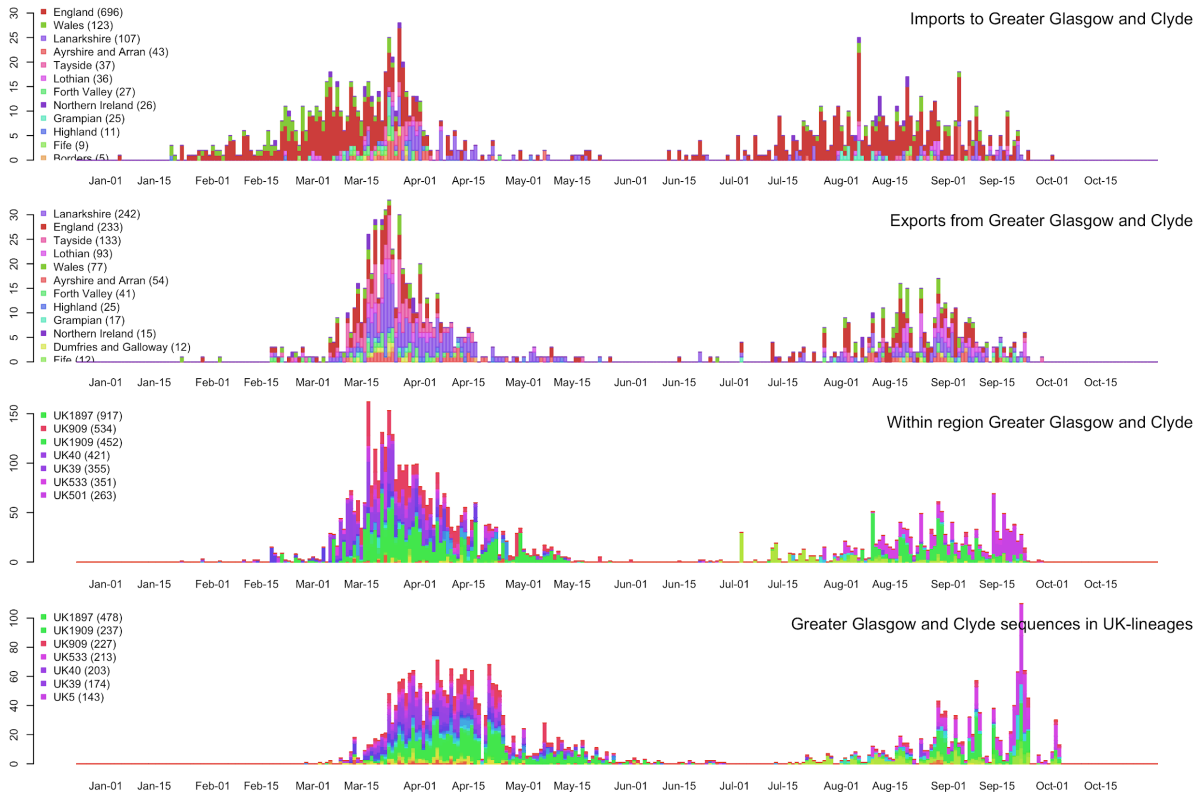 Imports to Greater Glasgow and Clyde
30
25
20
15
10
5
0
England (696)
Wales (123)
Lanarkshire (107)
Ayrshire and Arran (43)
Tayside (37)
Lothian (36)
Forth Valley (27)
Northern Ireland (26)
Grampian (25)
Highland (11)
Fife (9)
Borders (5)
Jan-01 Jan-15 Feb-01 Feb-15 Mar-01 Mar-15 Apr-01 Apr-15 May-01 May-15 Jun-01 Jun-15 Jul-01 Jul-15 Aug-01 Aug-15 Sep-01 Sep-15 Oct-01 Oct-15
Exports from Greater Glasgow and Clyde
30
25
20
15
10
5
0
Lanarkshire (242)
England (233)
Tayside (133)
Lothian (93)
Wales (77)
Ayrshire and Arran (54)
Forth Valley (41)
Highland (25)
Grampian (17)
Northern Ireland (15)
Dumfries and Galloway (12)
Fife (12)
Jan-01 Jan-15 Feb-01 Feb-15 Mar-01 Mar-15 Apr-01 Apr-15 May-01 May-15 Jun-01 Jun-15 Jul-01 Jul-15 Aug-01 Aug-15 Sep-01 Sep-15 Oct-01 Oct-15
Within region Greater Glasgow and Clyde
150
100
50
0
UK1897 (917)
UK909 (534)
UK1909 (452)
UK40 (421)
UK39 (355)
UK533 (351)
UK501 (263)
Jan-01 Jan-15 Feb-01 Feb-15 Mar-01 Mar-15 Apr-01 Apr-15 May-01 May-15 Jun-01 Jun-15 Jul-01 Jul-15 Aug-01 Aug-15 Sep-01 Sep-15 Oct-01 Oct-15
Greater Glasgow and Clyde sequences in UK-lineages
100
80
60
40
20
0
UK1897 (478)
UK1909 (237)
UK909 (227)
UK533 (213)
UK40 (203)
UK39 (174)
UK5 (143)
Jan-01 Jan-15 Feb-01 Feb-15 Mar-01 Mar-15 Apr-01 Apr-15 May-01 May-15 Jun-01 Jun-15 Jul-01 Jul-15 Aug-01 Aug-15 Sep-01 Sep-15 Oct-01 Oct-15